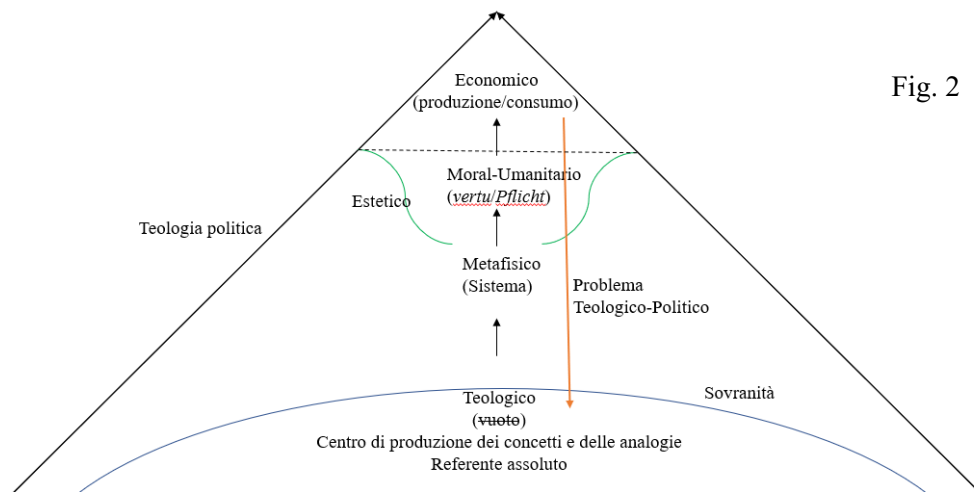 Economico
(produzione/consumo)
Fig. 2
Moral-Umanitario
(vertu/Pflicht)
Estetico
Teologia politica
Metafisico
(Sistema)
Problema
Teologico-Politico
Sovranità
Teologico
(vuoto)
Centro di produzione dei concetti e delle analogie
Referente assoluto